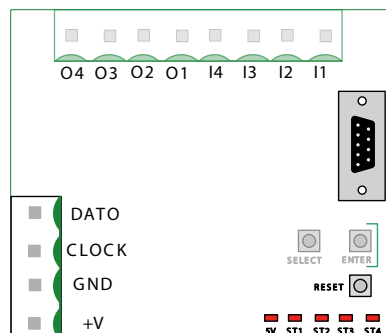 O4 O3 O2 O1 I4 I3 I2 I1
DATO
CLOCK
SELECT ENTER
GND
RESET
+V
5V ST1 ST2 ST3 ST4